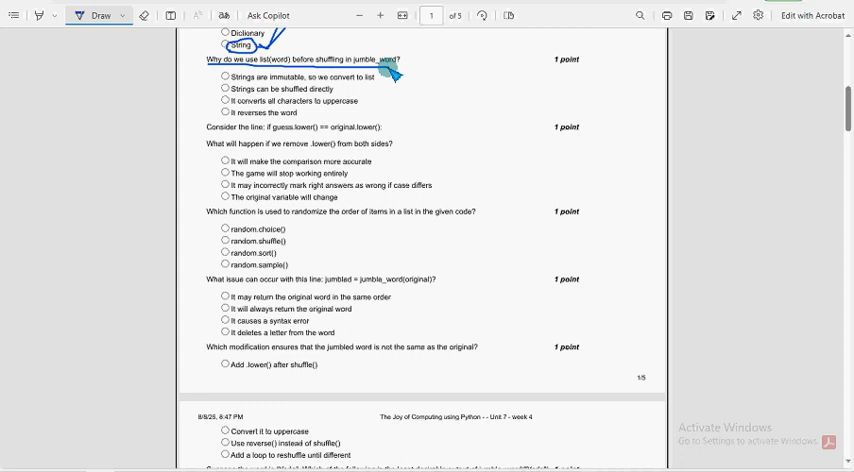 Draw
Ask Copilot
1 of 5
Edit with Acrobat
Dictionary
String
Why do we use list(word) before shuffling in jumble_word? 1 point
Strings are immutable, so we convert to list
Strings can be shuffled directly
It converts all characters to uppercase
It reverses the word
Consider the line: if guess.lower() == original.lower(): 1 point
What will happen if we remove .lower() from both sides?
It will make the comparison more accurate
The game will stop working entirely
It may incorrectly mark right answers as wrong if case differs
The original variable will change
Which function is used to randomize the order of items in a list in the given code? 1 point
random.choice()
random.shuffle()
random.sort()
random.sample()
What issue can occur with this line: jumbled = jumble_word(original)? 1 point
It may return the original word in the same order
It will always return the original word
It causes a syntax error
It deletes a letter from the word
Which modification ensures that the jumbled word is not the same as the original? 1 point
Add .lower() after shuffle()
1/5
8/8/25, 6:47 PM The Joy of Computing using Python - - Unit 7 - week 4
Activate Windows
Go to Settings to activate Windows.
Convert it to uppercase
Use reverse() instead of shuffle()
Add a loop to reshuffle until different